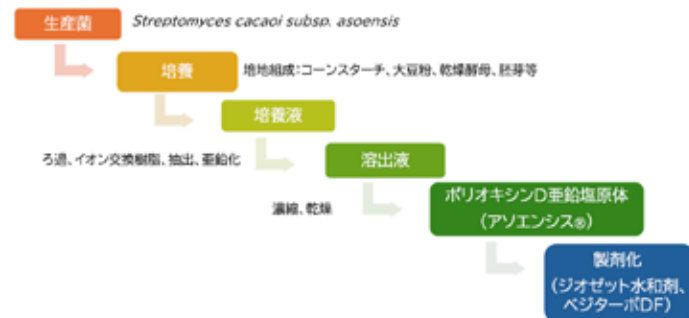 生産菌 Streptomyces cacaoi subsp. asoensis
培養 培地組成:コーンスターチ、大豆粉、乾燥酵母、胚芽等
培養液
ろ過、イオン交換樹脂、抽出、亜鉛化 溶出液
濃縮、乾燥 ポリオキシンD亜鉛塩原体
(アソエンシス®)
製剤化
(ジオゼット水和剤、
ベジターボDF)